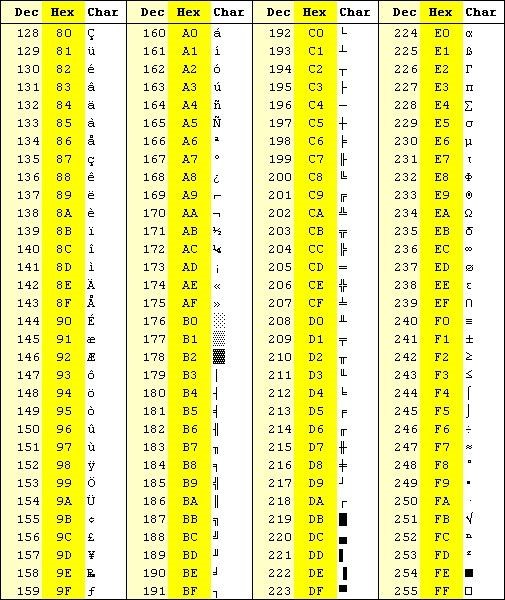 Dec Hex Char Dec Hex Char Dec Hex Char Dec Hex Char
128 80 Ç 160 A0 á 192 C0 └ 224 E0 α
129 81 ü 161 A1 í 193 C1 ┴ 225 E1 ß
130 82 é 162 A2 ó 194 C2 ┬ 226 E2 Γ
131 83 â 163 A3 ú 195 C3 ├ 227 E3 π
132 84 ä 164 A4 ñ 196 C4 ─ 228 E4 Σ
133 85 à 165 A5 Ñ 197 C5 ┼ 229 E5 σ
134 86 å 166 A6 ª 198 C6 ╞ 230 E6 µ
135 87 ç 167 A7 º 199 C7 ╟ 231 E7 τ
136 88 ê 168 A8 ¿ 200 C8 ╚ 232 E8 Φ
137 89 ë 169 A9 ⌐ 201 C9 ╔ 233 E9 Θ
138 8A è 170 AA ¬ 202 CA ╩ 234 EA Ω
139 8B ï 171 AB ½ 203 CB ╦ 235 EB δ
140 8C î 172 AC ¼ 204 CC ╠ 236 EC ∞
141 8D ì 173 AD ¡ 205 CD ═ 237 ED ø
142 8E Ä 174 AE « 206 CE ╬ 238 EE ε
143 8F Å 175 AF » 207 CF ╧ 239 EF ∩
144 90 É 176 B0 ░ 208 D0 ╨ 240 F0 ≡
145 91 æ 177 B1 ▒ 209 D1 ╤ 241 F1 ±
146 92 Æ 178 B2 ▓ 210 D2 ╥ 242 F2 ≥
147 93 ô 179 B3 │ 211 D3 ╙ 243 F3 ≤
148 94 ö 180 B4 ┤ 212 D4 ╘ 244 F4 ⌠
149 95 ò 181 B5 ╡ 213 D5 ╒ 245 F5 ⌡
150 96 û 182 B6 ╢ 214 D6 ╓ 246 F6 ÷
151 97 ù 183 B7 ╖ 215 D7 ╫ 247 F7 ≈
152 98 ÿ 184 B8 ╕ 216 D8 ╪ 248 F8 °
153 99 Ö 185 B9 ╣ 217 D9 ┘ 249 F9 ∙
154 9A Ü 186 BA ║ 218 DA ┌ 250 FA ·
155 9B ¢ 187 BB ╗ 219 DB █ 251 FB √
156 9C £ 188 BC ╝ 220 DC ▄ 252 FC ⁿ
157 9D ¥ 189 BD ╜ 221 DD ▌ 253 FD ²
158 9E ₧ 190 BE ╛ 222 DE ▐ 254 FE ■
159 9F ƒ 191 BF ┐ 223 DF ▀ 255 FF □